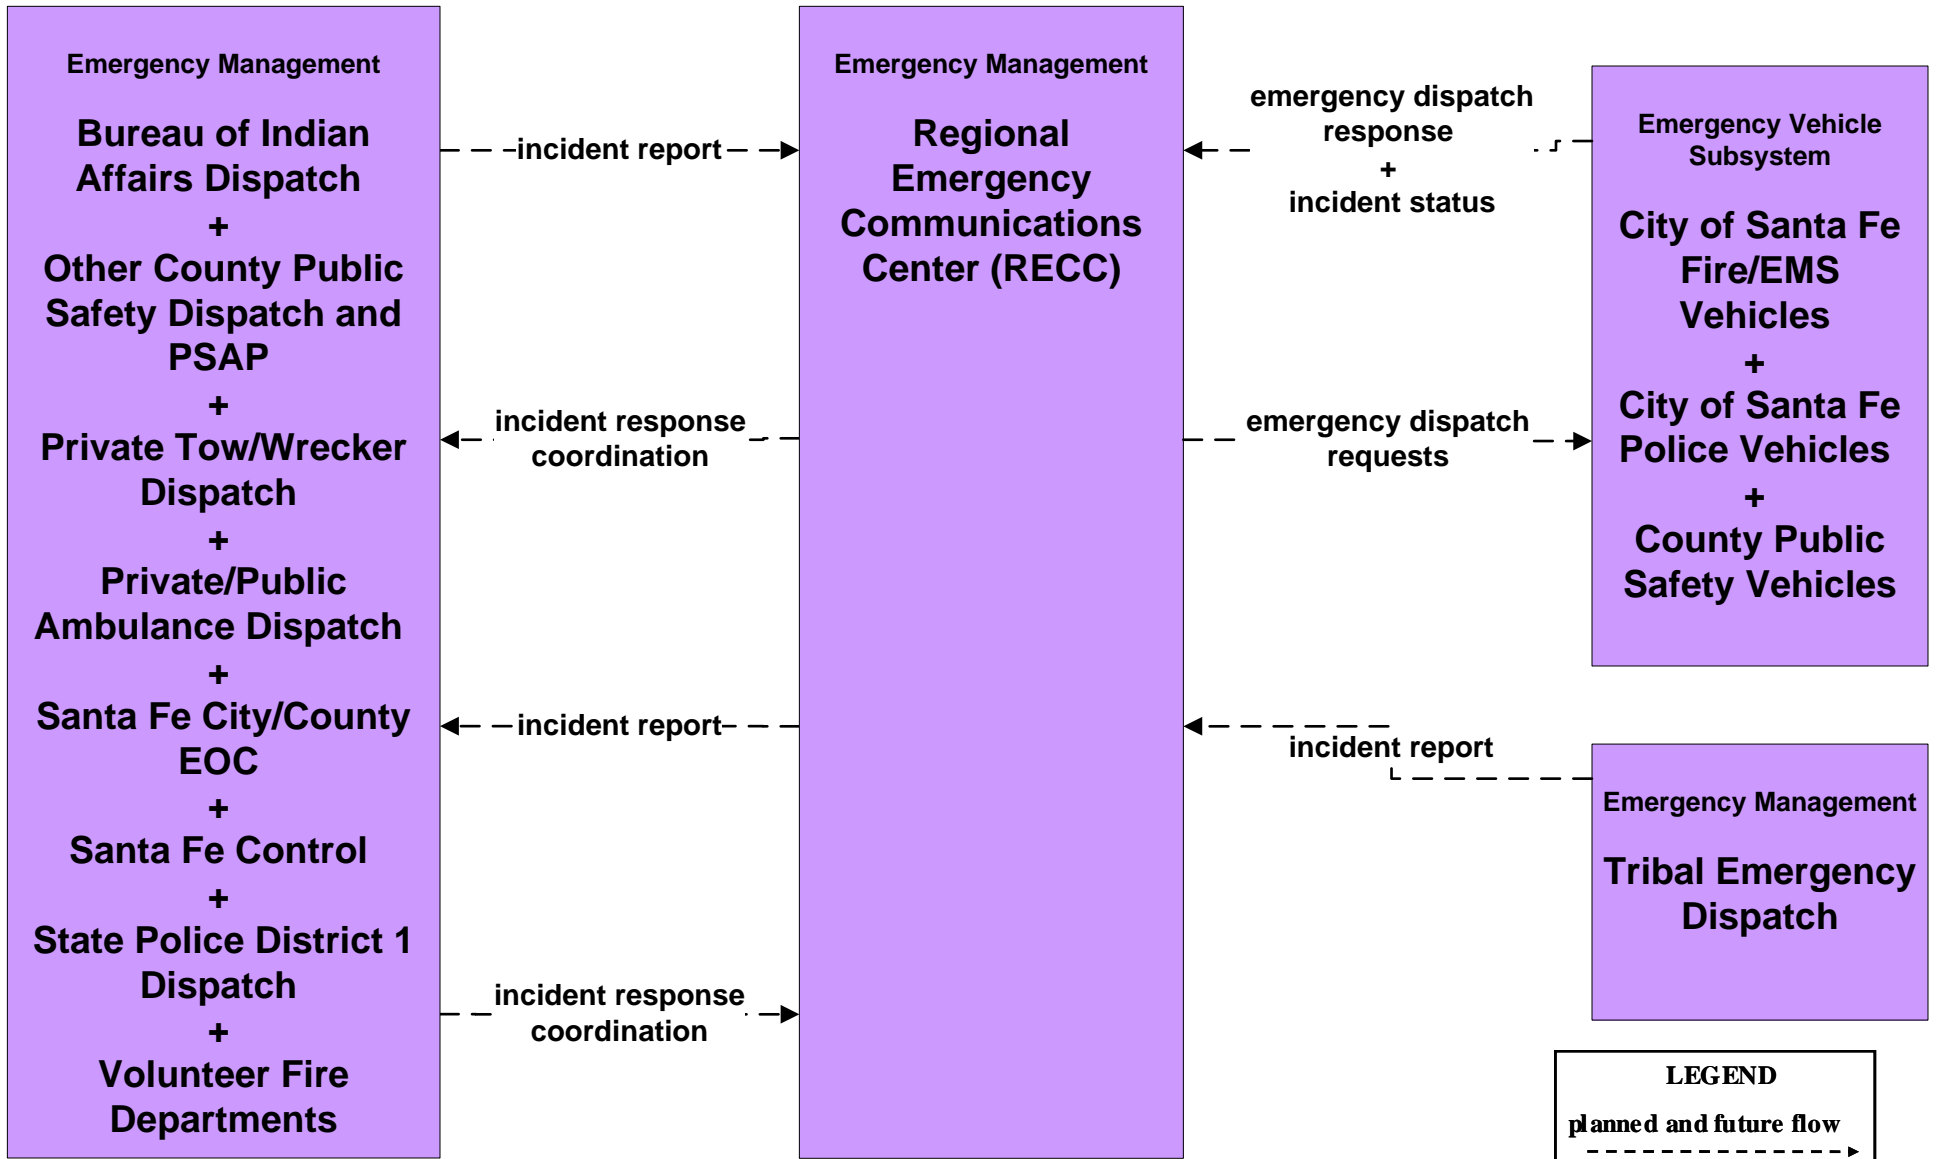 Emergency Management
Bureau of Indian
Affairs Dispatch
+
Other County Public
Safety Dispatch and
PSAP
+
Private Tow/Wrecker
Dispatch
+
Private/Public
Ambulance Dispatch
+
Santa Fe City/County
EOC
+
Santa Fe Control
+
State Police District 1
Dispatch
+
Volunteer Fire
Departments
incident report
incident response
coordination
incident report
incident response
coordination
Emergency Management
Regional
Emergency
Communications
Center (RECC)
emergency dispatch
response
+
incident status
emergency dispatch
requests
incident report
Emergency Vehicle
Subsystem
City of Santa Fe
Fire/EMS
Vehicles
+
City of Santa Fe
Police Vehicles
+
County Public
Safety Vehicles
Emergency Management
Tribal Emergency
Dispatch
LEGEND
planned and future flow